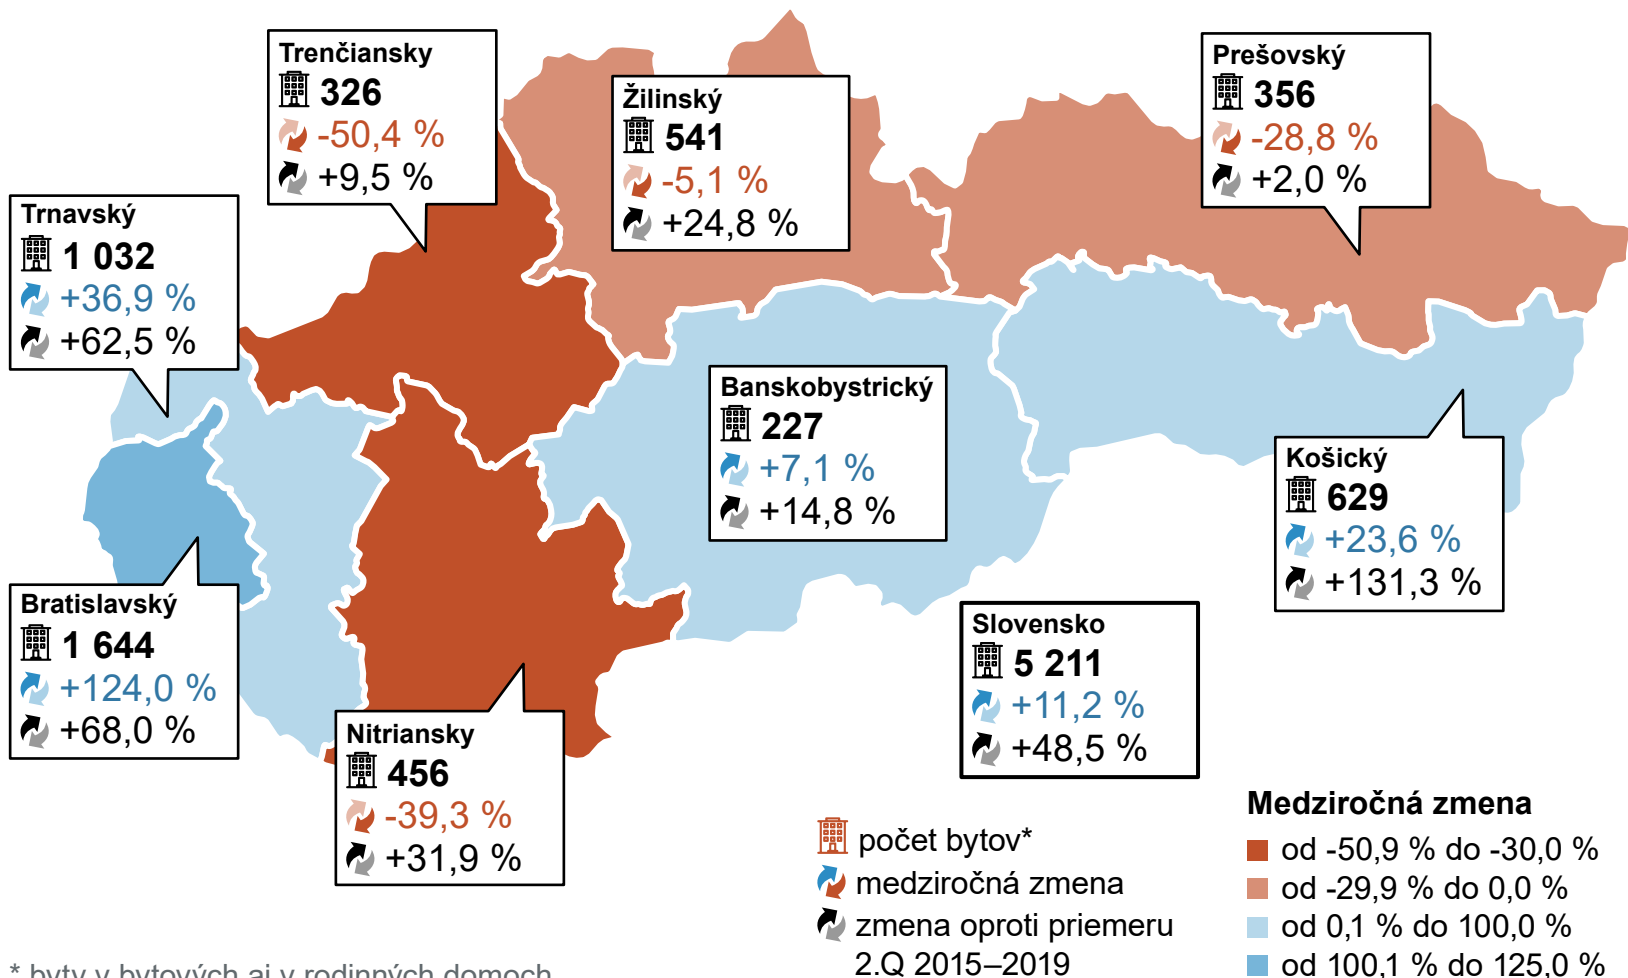 Trenčiansky
326
-50,4 %
+9,5 %
Žilinský
541
-5,1 %
+24,8 %
Prešovský
356
-28,8 %
+2,0 %
Trnavský
1 032
+36,9 %
+62,5 %
Banskobystrický
227
+7,1 %
+14,8 %
Košický
629
+23,6 %
+131,3 %
Bratislavský
1 644
+124,0 %
+68,0 %
Slovensko
5 211
+11,2 %
+48,5 %
Nitriansky
456
-39,3 %
+31,9 %
počet bytov*
medziročná zmena
zmena oproti priemeru
2.Q 2015–2019
Medziročná zmena
od -50,9 % do -30,0 %
od -29,9 % do 0,0 %
od 0,1 % do 100,0 %
od 100,1 % do 125,0 %
* byty v bytových aj v rodinných domoch